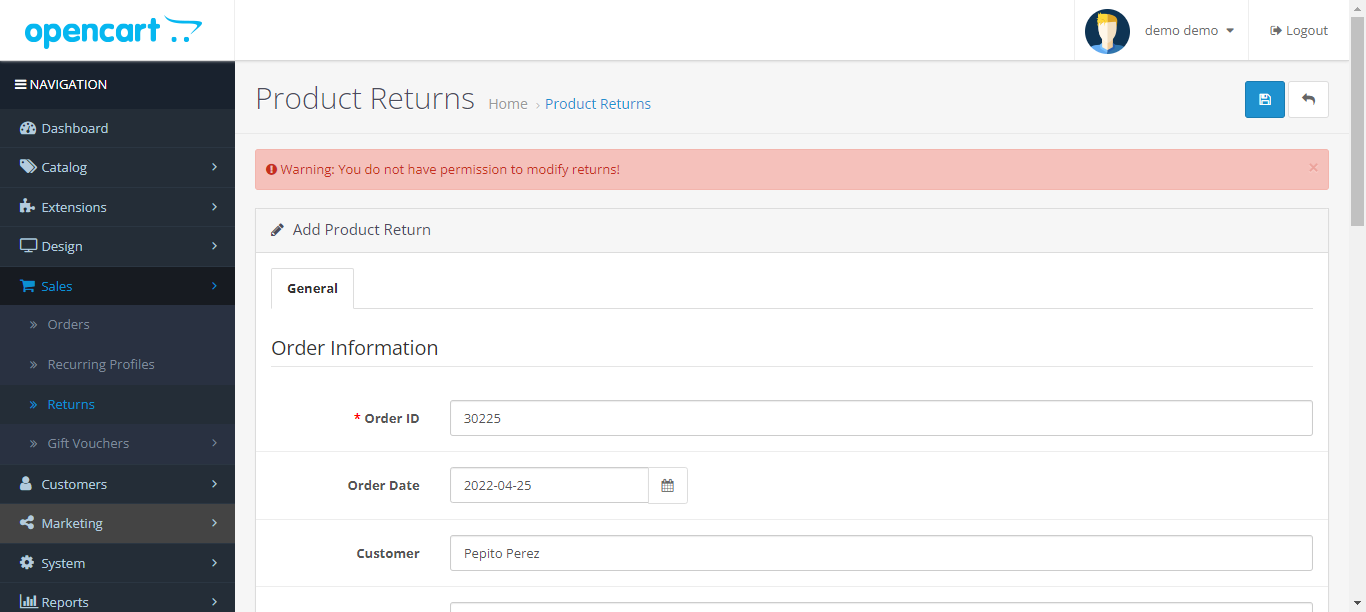 opencart
demo demo
Logout
NAVIGATION
Dashboard
Catalog
Extensions
Design
Sales
Orders
Recurring Profiles
Returns
Gift Vouchers
Customers
Marketing
System
Reports
Product Returns
Home › Product Returns
Warning: You do not have permission to modify returns! ×
Add Product Return
General
Order Information
* Order ID 30225
Order Date 2022-04-25
Customer Pepito Perez